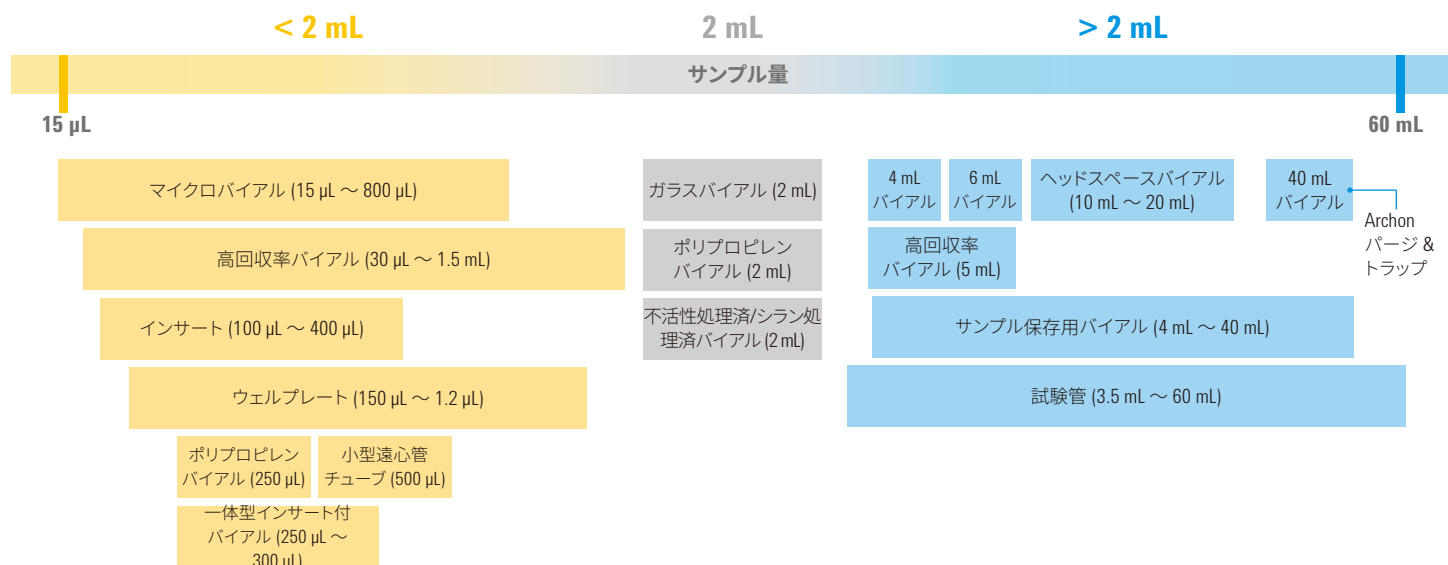 < 2 mL
2 mL
> 2 mL
サンプル量
15 µL
60 mL
マイクロバイアル (15 µL ～ 800 µL)
ガラスバイアル (2 mL)
4 mL
バイアル
6 mL
バイアル
ヘッドスペースバイアル
(10 mL ～ 20 mL)
40 mL
バイアル
Archon
パージ &
トラップ
高回収率バイアル (30 µL ～ 1.5 mL)
ポリプロピレン
バイアル (2 mL)
高回収率
バイアル (5 mL)
インサート (100 µL ～ 400 µL)
不活性処理済/シラン処
理済バイアル (2 mL)
サンプル保存用バイアル (4 mL ～ 40 mL)
ウェルプレート (150 µL ～ 1.2 µL)
試験管 (3.5 mL ～ 60 mL)
ポリプロピレン
バイアル (250 µL)
小型遠心管
チューブ (500 µL)
一体型インサート付
バイアル (250 µL ～
300 µL)